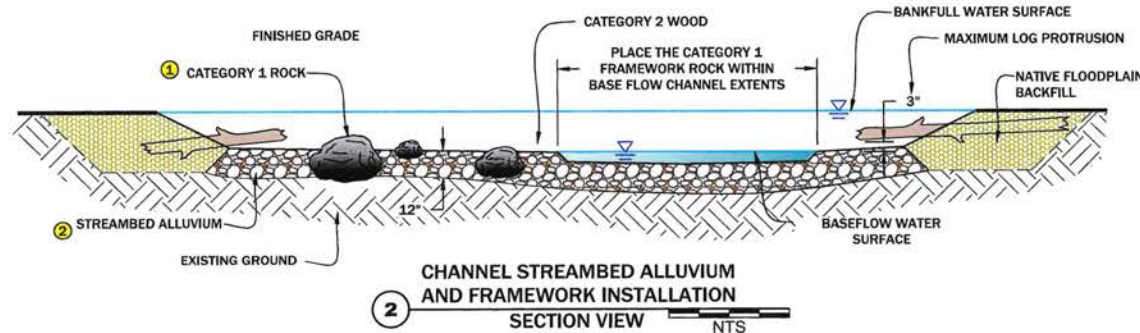 BANKFULL WATER SURFACE
CATEGORY 2 WOOD
FINISHED GRADE
MAXIMUM LOG PROTRUSION
PLACE THE CATEGORY 1
FRAMEWORK ROCK WITHIN
BASE FLOW CHANNEL EXTENTS
1 CATEGORY 1 ROCK
NATIVE FLOODPLAIN
BACKFILL
3"
12"
2 STREAMBED ALLUVIUM
BASEFLOW WATER
SURFACE
EXISTING GROUND
CHANNEL STREAMBED ALLUVIUM
AND FRAMEWORK INSTALLATION
2
SECTION VIEW
NTS